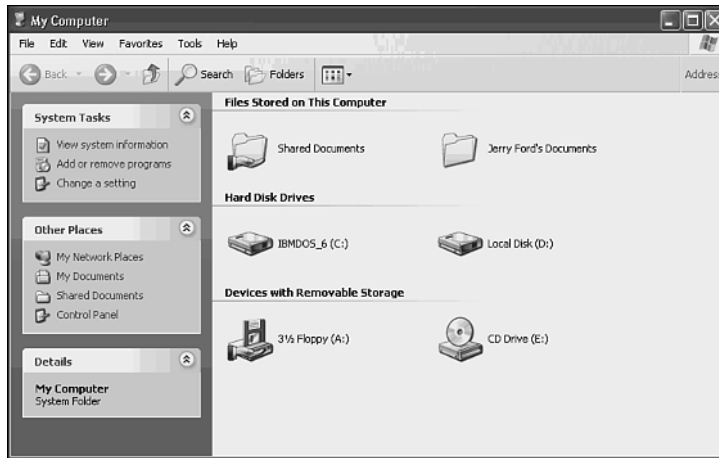 My Computer
File Edit View Favorites Tools Help
Back Search Folders Address
System Tasks
View system information
Add or remove programs
Change a setting
Other Places
My Network Places
My Documents
Shared Documents
Control Panel
Details
My Computer
System Folder
Files Stored on This Computer
Shared Documents Jerry Ford's Documents
Hard Disk Drives
IBMDOS_6 (C:) Local Disk (D:)
Devices with Removable Storage
3½ Floppy (A:) CD Drive (E:)